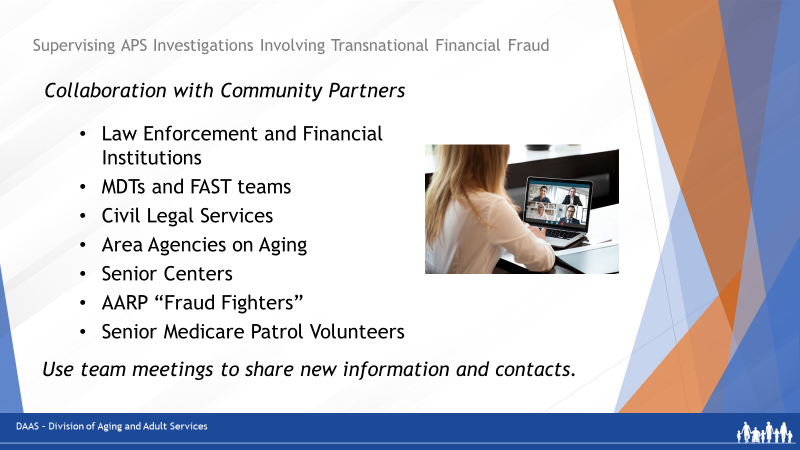 Supervising APS Investigations Involving Transnational Financial Fraud
Collaboration with Community Partners
• Law Enforcement and Financial
Institutions
• MDTs and FAST teams
• Civil Legal Services
• Area Agencies on Aging
• Senior Centers
• AARP “Fraud Fighters”
• Senior Medicare Patrol Volunteers
Use team meetings to share new information and contacts.
DAAS – Division of Aging and Adult Services